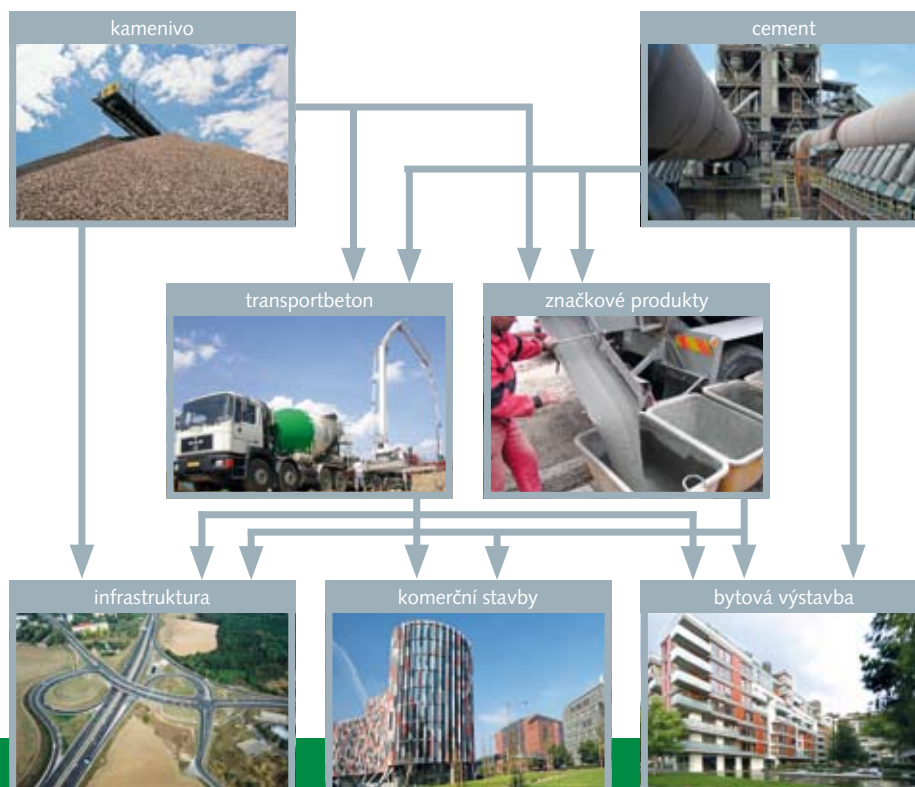 kamenivo
cement
transportbeton
značkové produkty
infrastruktura
komerční stavby
bytová výstavba